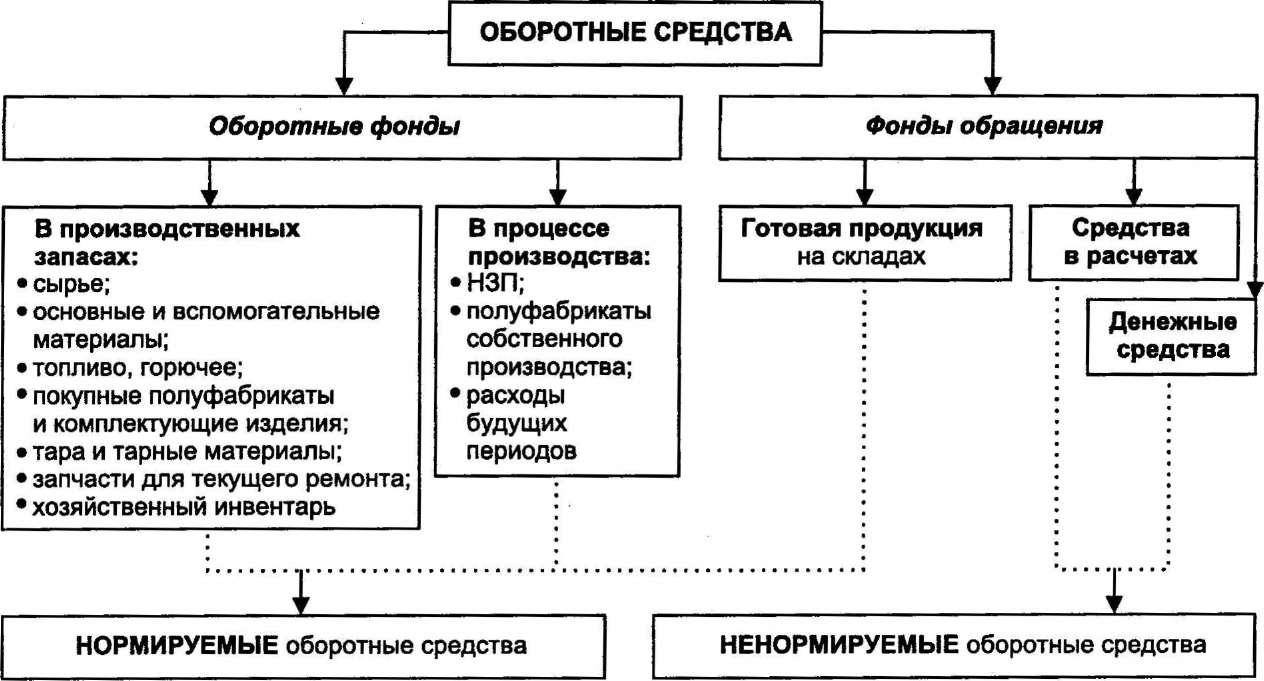 ОБОРОТНЫЕ СРЕДСТВА
Оборотные фонды
Фонды обращения
В производственных
запасах:
• сырье;
• основные и вспомогательные
материалы;
• топливо, горючее;
• покупные полуфабрикаты
и комплектующие изделия;
• тара и тарные материалы;
• запчасти для текущего ремонта;
• хозяйственный инвентарь
В процессе
производства:
• НЗП;
• полуфабрикаты
собственного
производства;
• расходы
будущих
периодов
Готовая продукция
на складах
Средства
в расчетах
Денежные
средства
НОРМИРУЕМЫЕ оборотные средства
НЕНОРМИРУЕМЫЕ оборотные средства